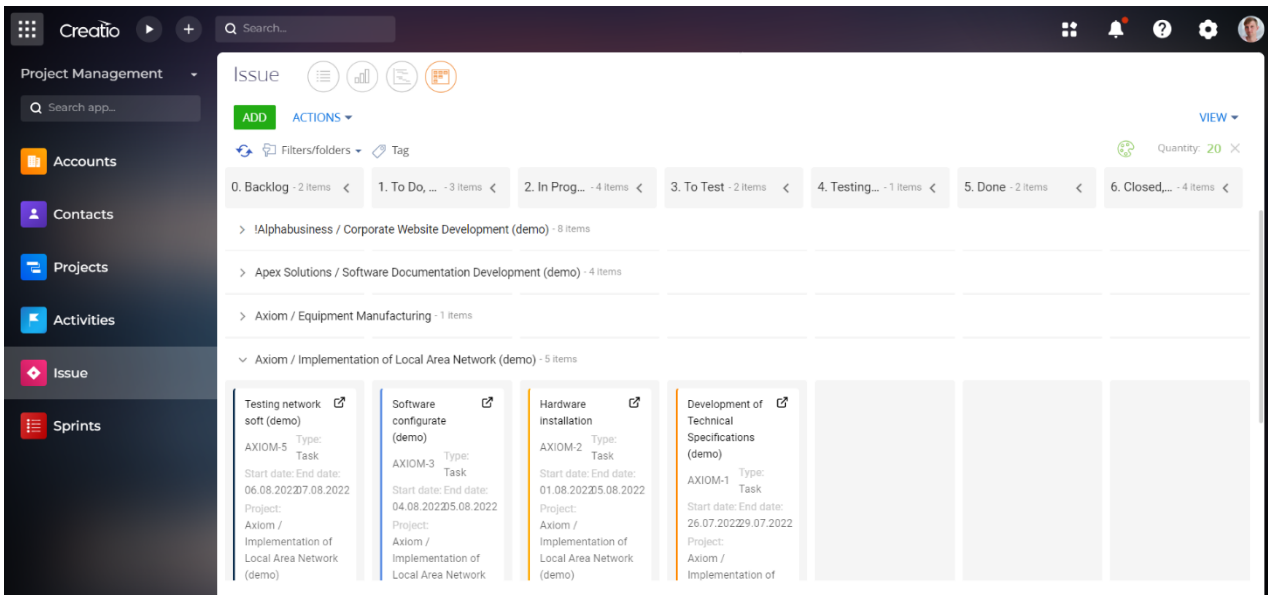 Creatio
Search...
Project Management
Search app...
Accounts
Contacts
Projects
Activities
Issue
Sprints
Issue
ADD ACTIONS VIEW
Filters/folders Tag Quantity: 20
0. Backlog - 2 items 1. To Do, ... - 3 items 2. In Prog... - 4 items 3. To Test - 2 items 4. Testing... - 1 items 5. Done - 2 items 6. Closed,... - 4 items
!Alphabusiness / Corporate Website Development (demo) - 8 items
Apex Solutions / Software Documentation Development (demo) - 4 items
Axiom / Equipment Manufacturing - 1 items
Axiom / Implementation of Local Area Network (demo) - 5 items
Testing network
soft (demo)
AXIOM-5 Type:
Task
Start date: End date:
06.08.2022 07.08.2022
Project:
Axiom /
Implementation of
Local Area Network
(demo)
Software
configurate
(demo)
AXIOM-3 Type:
Task
Start date: End date:
04.08.2022 05.08.2022
Project:
Axiom /
Implementation of
Local Area Network
Hardware
installation
AXIOM-2 Type:
Task
Start date: End date:
01.08.2022 05.08.2022
Project:
Axiom /
Implementation of
Local Area Network
(demo)
Development of
Technical
Specifications
(demo)
AXIOM-1 Type:
Task
Start date: End date:
26.07.2022 29.07.2022
Project:
Axiom /
Implementation of